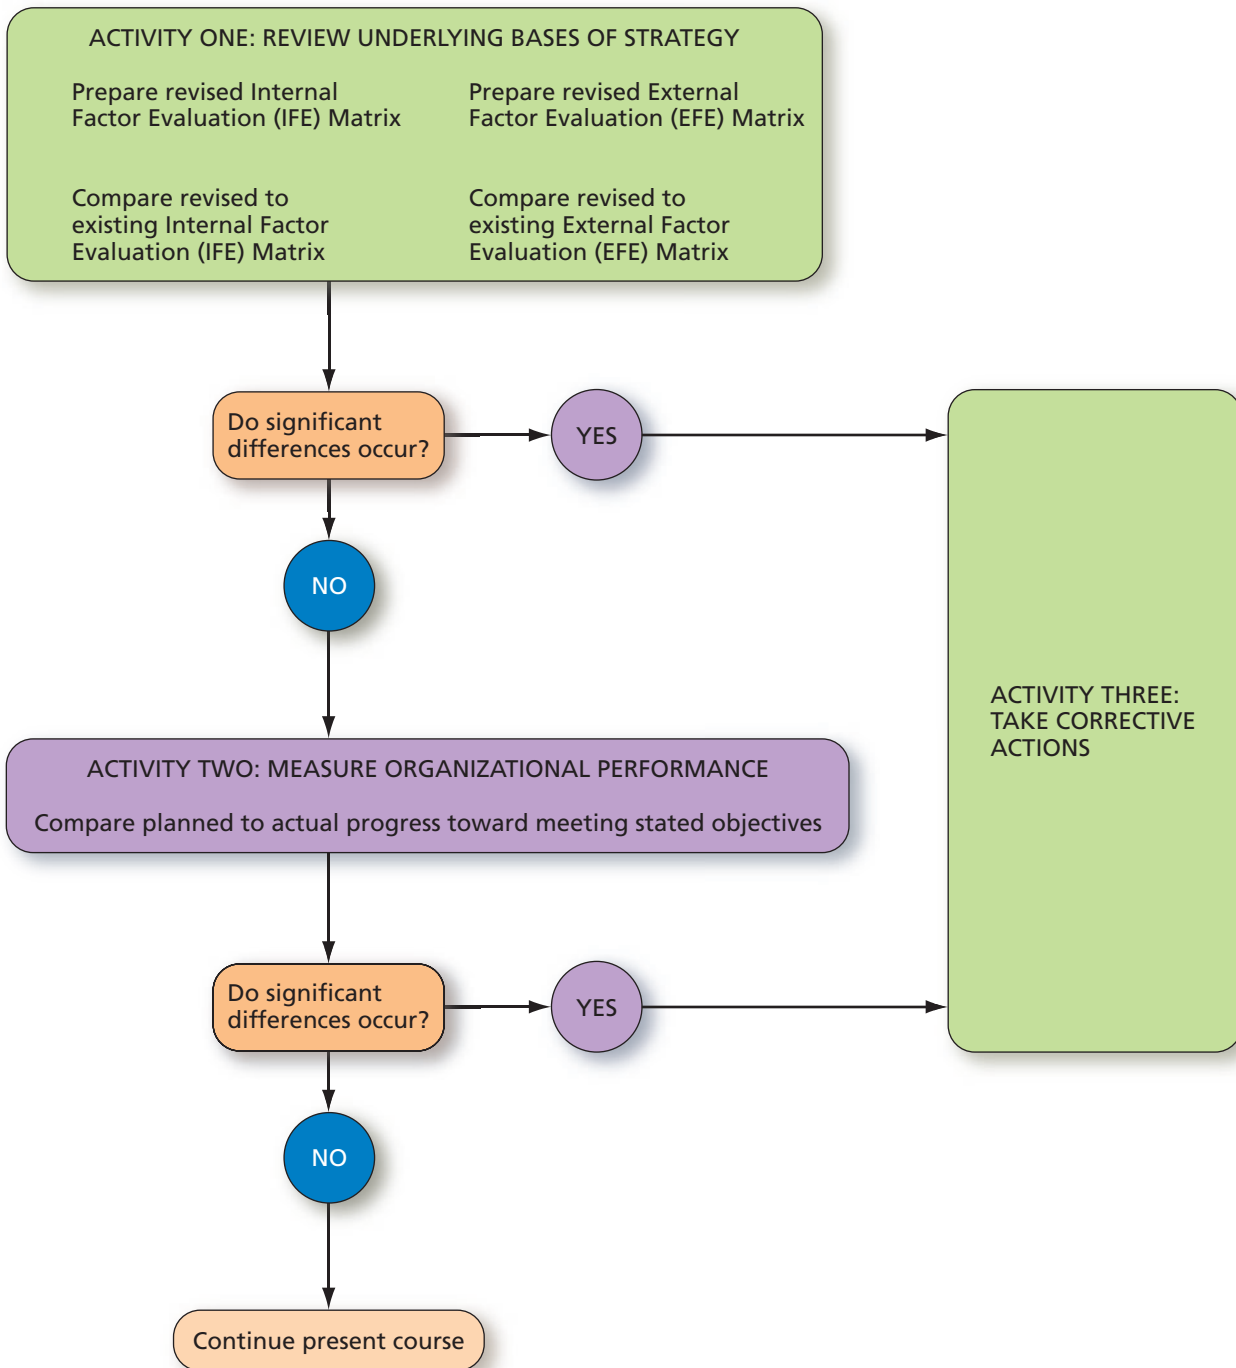 ACTIVITY ONE: REVIEW UNDERLYING BASES OF STRATEGY
Prepare revised Internal
Factor Evaluation (IFE) Matrix
Prepare revised External
Factor Evaluation (EFE) Matrix
Compare revised to
existing Internal Factor
Evaluation (IFE) Matrix
Compare revised to
existing External Factor
Evaluation (EFE) Matrix
Do significant
differences occur?
YES
NO
ACTIVITY THREE:
TAKE CORRECTIVE
ACTIONS
ACTIVITY TWO: MEASURE ORGANIZATIONAL PERFORMANCE
Compare planned to actual progress toward meeting stated objectives
Do significant
differences occur?
YES
NO
Continue present course